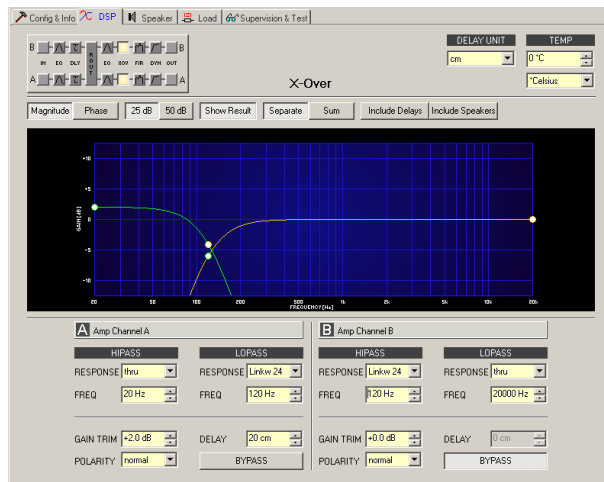 Config & Info DSP Speaker Load Supervision & Test
B B
IN EQ DLY ROUT EQ XOV FIR DYN OUT
A A
DELAY UNIT TEMP
cm 0 °C
°Celsius
X-Over
Magnitude Phase 25 dB 50 dB Show Result Separate Sum Include Delays Include Speakers
+10
+5
0
-5
-10
GAIN[dB]
20 50 100 200 500 1k 2k 5k 10k 20k
FREQUENCY[Hz]
A Amp Channel A B Amp Channel B
HIPASS LOPASS HIPASS LOPASS
RESPONSE thru RESPONSE Linkw 24 RESPONSE Linkw 24 RESPONSE thru
FREQ 20 Hz FREQ 120 Hz FREQ 120 Hz FREQ 20000 Hz
GAIN TRIM +2.0 dB DELAY 20 cm GAIN TRIM +0.0 dB DELAY 0 cm
POLARITY normal BYPASS POLARITY normal BYPASS